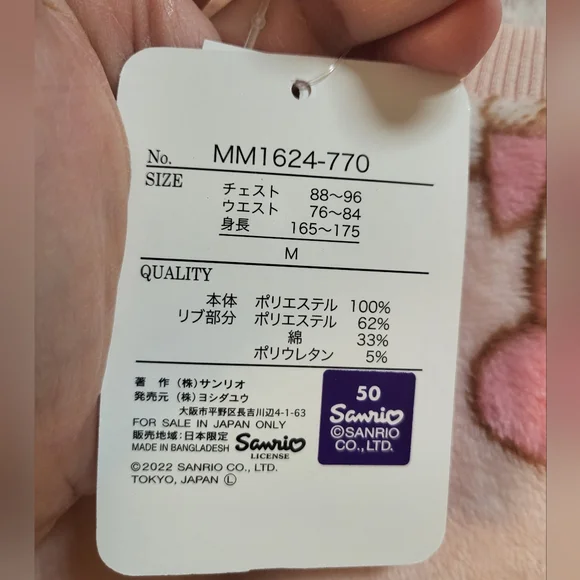 No. MM1624-770
SIZE
チェスト 88～96
ウエスト 76～84
身長 165～175
M
QUALITY
本体 ポリエステル 100%
リブ部分 ポリエステル 62%
綿 33%
ポリウレタン 5%
著 作 (株)サンリオ
発売元 (株)ヨシダユウ
大阪市平野区長吉川辺4-1-63
FOR SALE IN JAPAN ONLY
販売地域:日本限定
MADE IN BANGLADESH
Sanrio
LICENSE
©2022 SANRIO CO., LTD.
TOKYO, JAPAN Ⓛ
50
Sanrio
©SANRIO
CO., LTD.